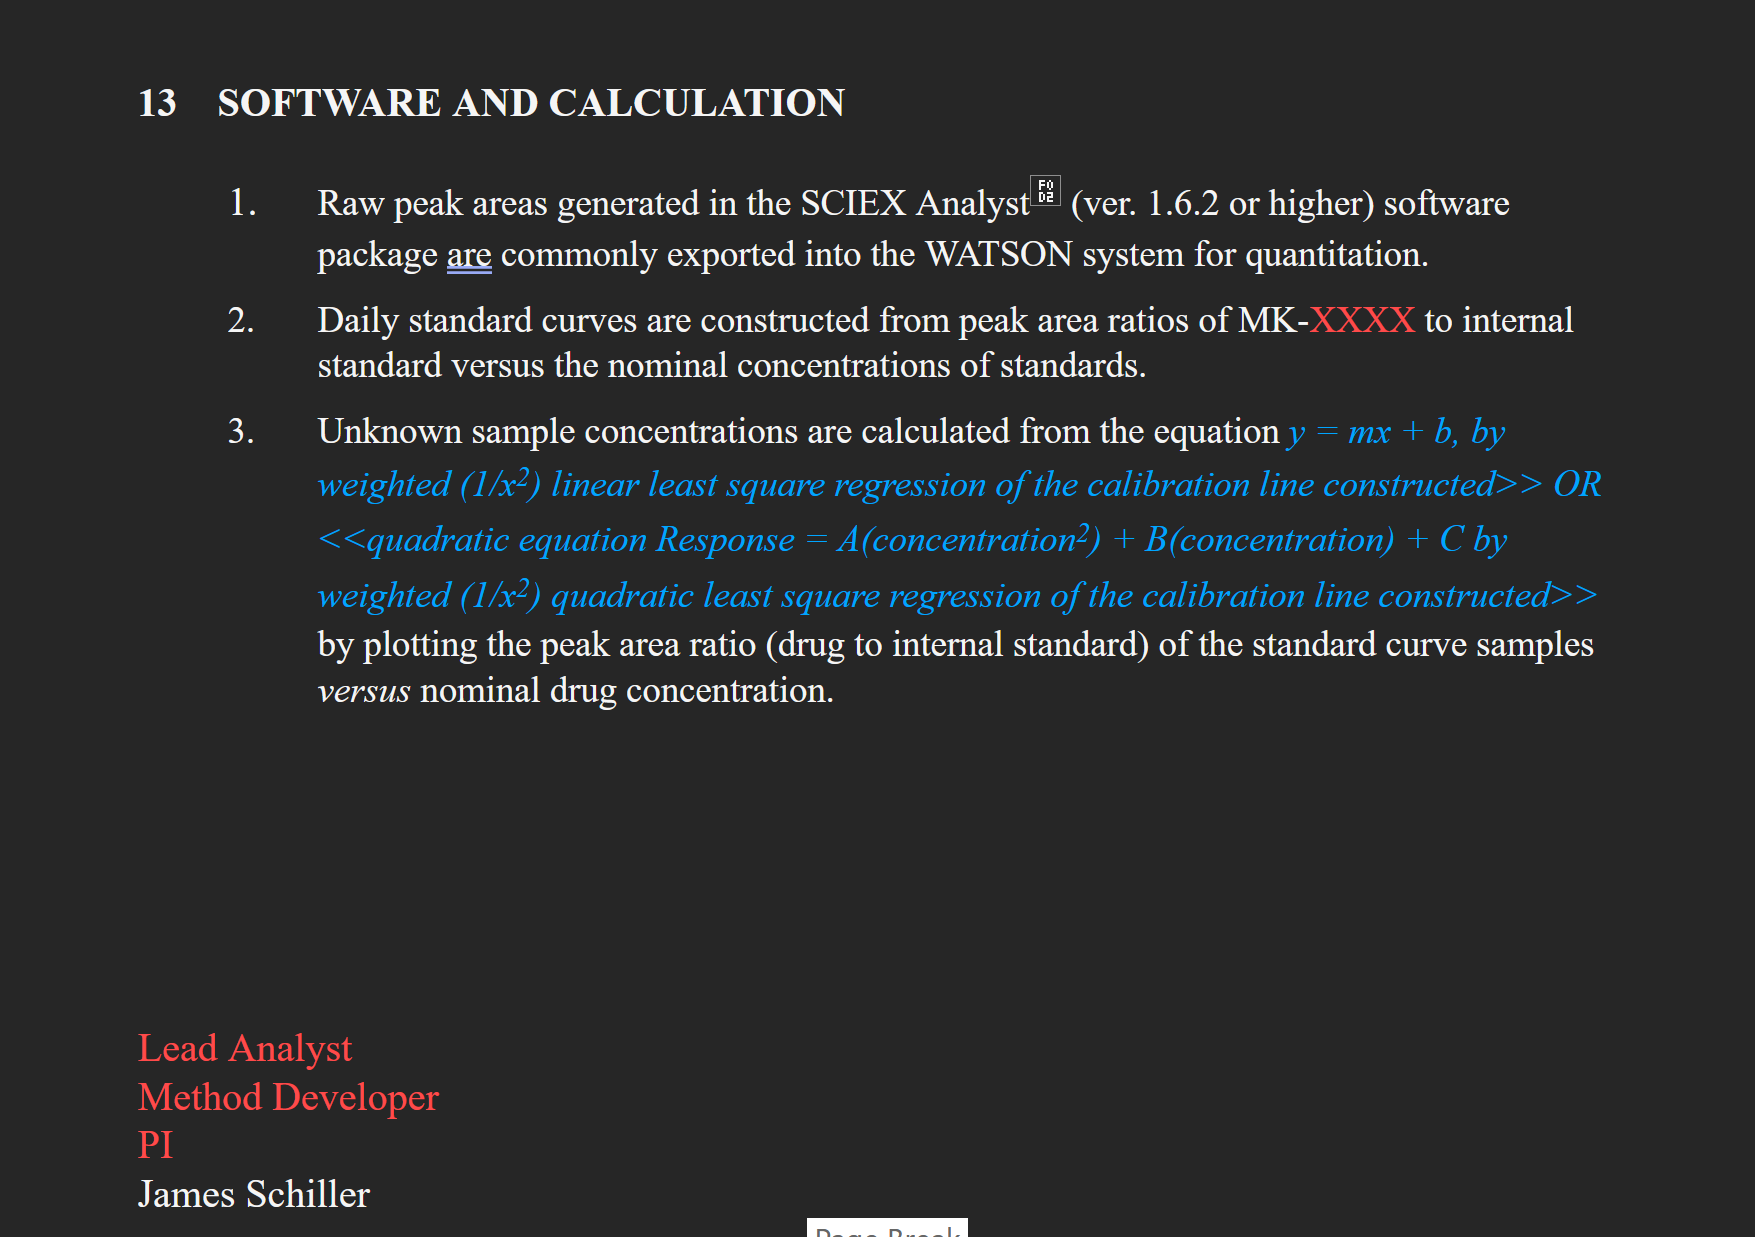 13 SOFTWARE AND CALCULATION
1. Raw peak areas generated in the SCIEX Analyst (ver. 1.6.2 or higher) software
package are commonly exported into the WATSON system for quantitation.
2. Daily standard curves are constructed from peak area ratios of MK-XXXX to internal
standard versus the nominal concentrations of standards.
3. Unknown sample concentrations are calculated from the equation y = mx + b, by
weighted (1/x²) linear least square regression of the calibration line constructed>> OR
<<quadratic equation Response = A(concentration²) + B(concentration) + C by
weighted (1/x²) quadratic least square regression of the calibration line constructed>>
by plotting the peak area ratio (drug to internal standard) of the standard curve samples
versus nominal drug concentration.
Lead Analyst
Method Developer
PI
James Schiller
Page Break